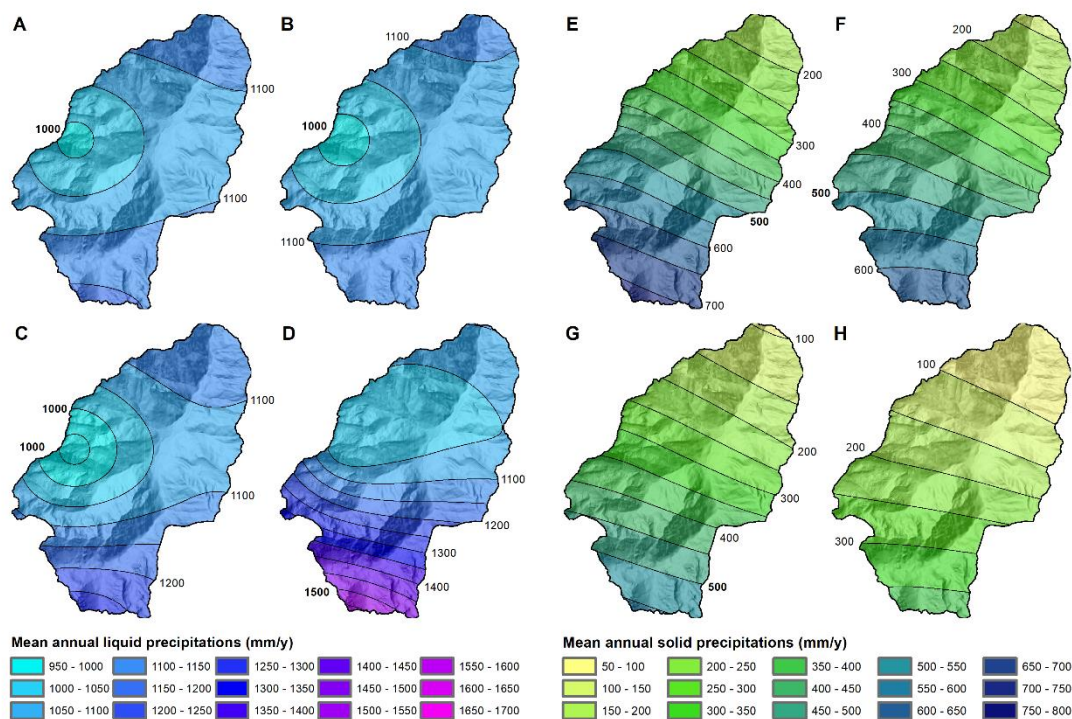 A
B
E
F
1100
200
200
1100
300
1000
1000
400
300
400
1100
500
500
1100
600
600
700
C
D
G
H
100
100
1000
1100
1000
200
200
1100
1100
300
1200
400
300
1200
1300
1400
1500
500
Mean annual liquid precipitations (mm/y)
950 - 1000 1100 - 1150 1250 - 1300 1400 - 1450 1550 - 1600
1000 - 1050 1150 - 1200 1300 - 1350 1450 - 1500 1600 - 1650
1050 - 1100 1200 - 1250 1350 - 1400 1500 - 1550 1650 - 1700
Mean annual solid precipitations (mm/y)
50 - 100 200 - 250 350 - 400 500 - 550 650 - 700
100 - 150 250 - 300 400 - 450 550 - 600 700 - 750
150 - 200 300 - 350 450 - 500 600 - 650 750 - 800